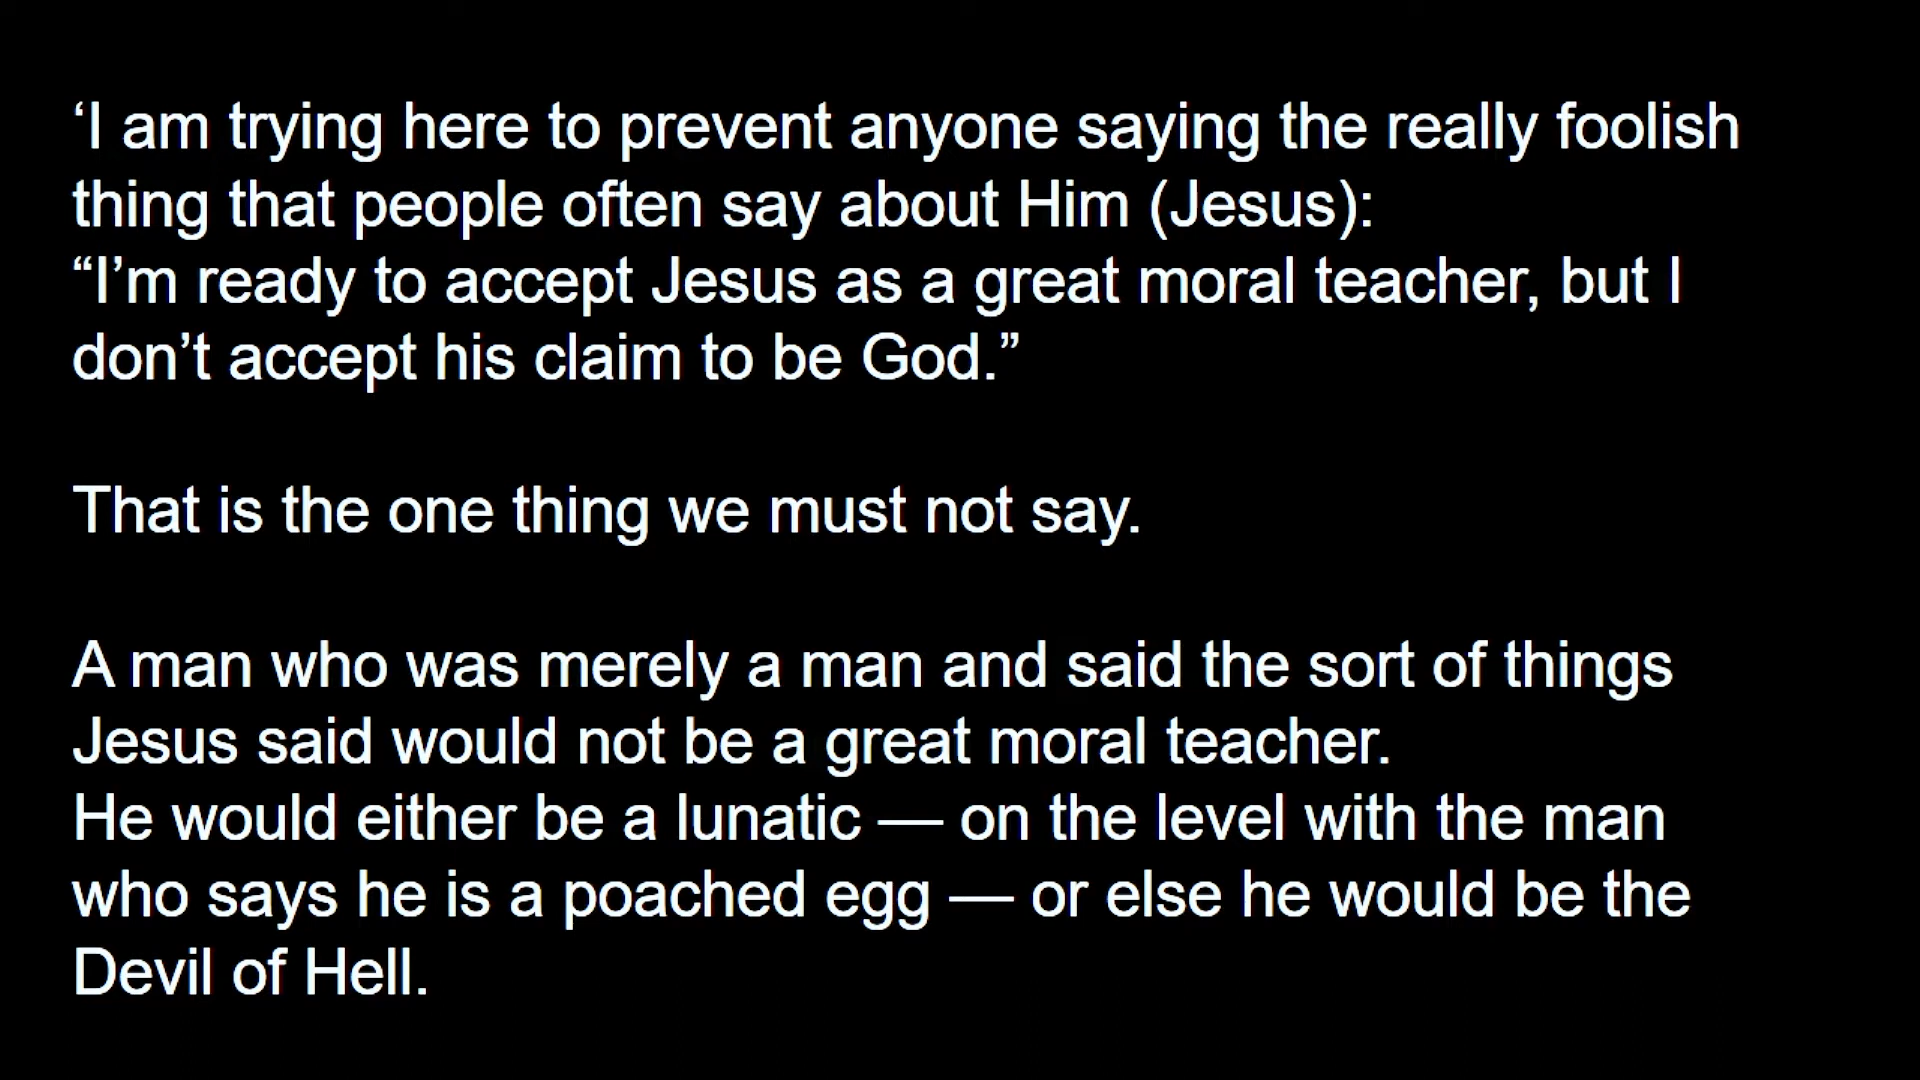 ‘I am trying here to prevent anyone saying the really foolish
thing that people often say about Him (Jesus):
“I’m ready to accept Jesus as a great moral teacher, but I
don’t accept his claim to be God.”
That is the one thing we must not say.
A man who was merely a man and said the sort of things
Jesus said would not be a great moral teacher.
He would either be a lunatic — on the level with the man
who says he is a poached egg — or else he would be the
Devil of Hell.